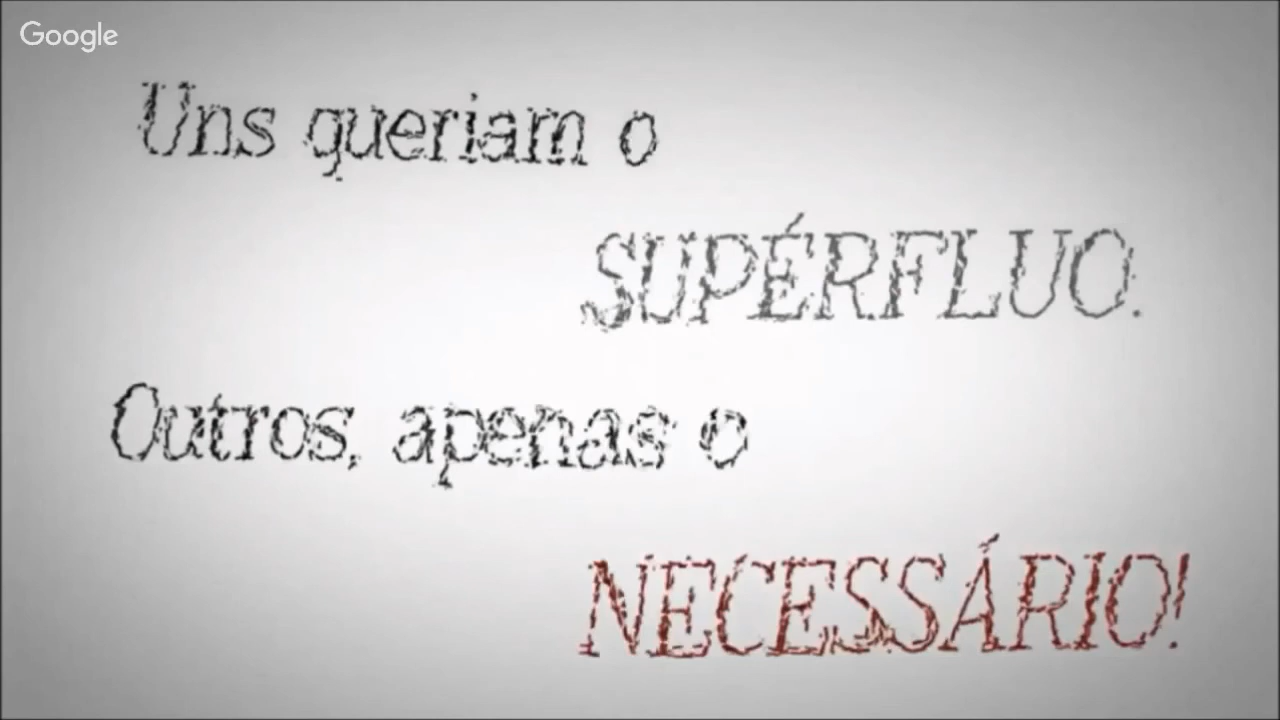 Google
Uns queriam o
SUPÉRFLUO.
Outros, apenas o
NECESSÁRIO!